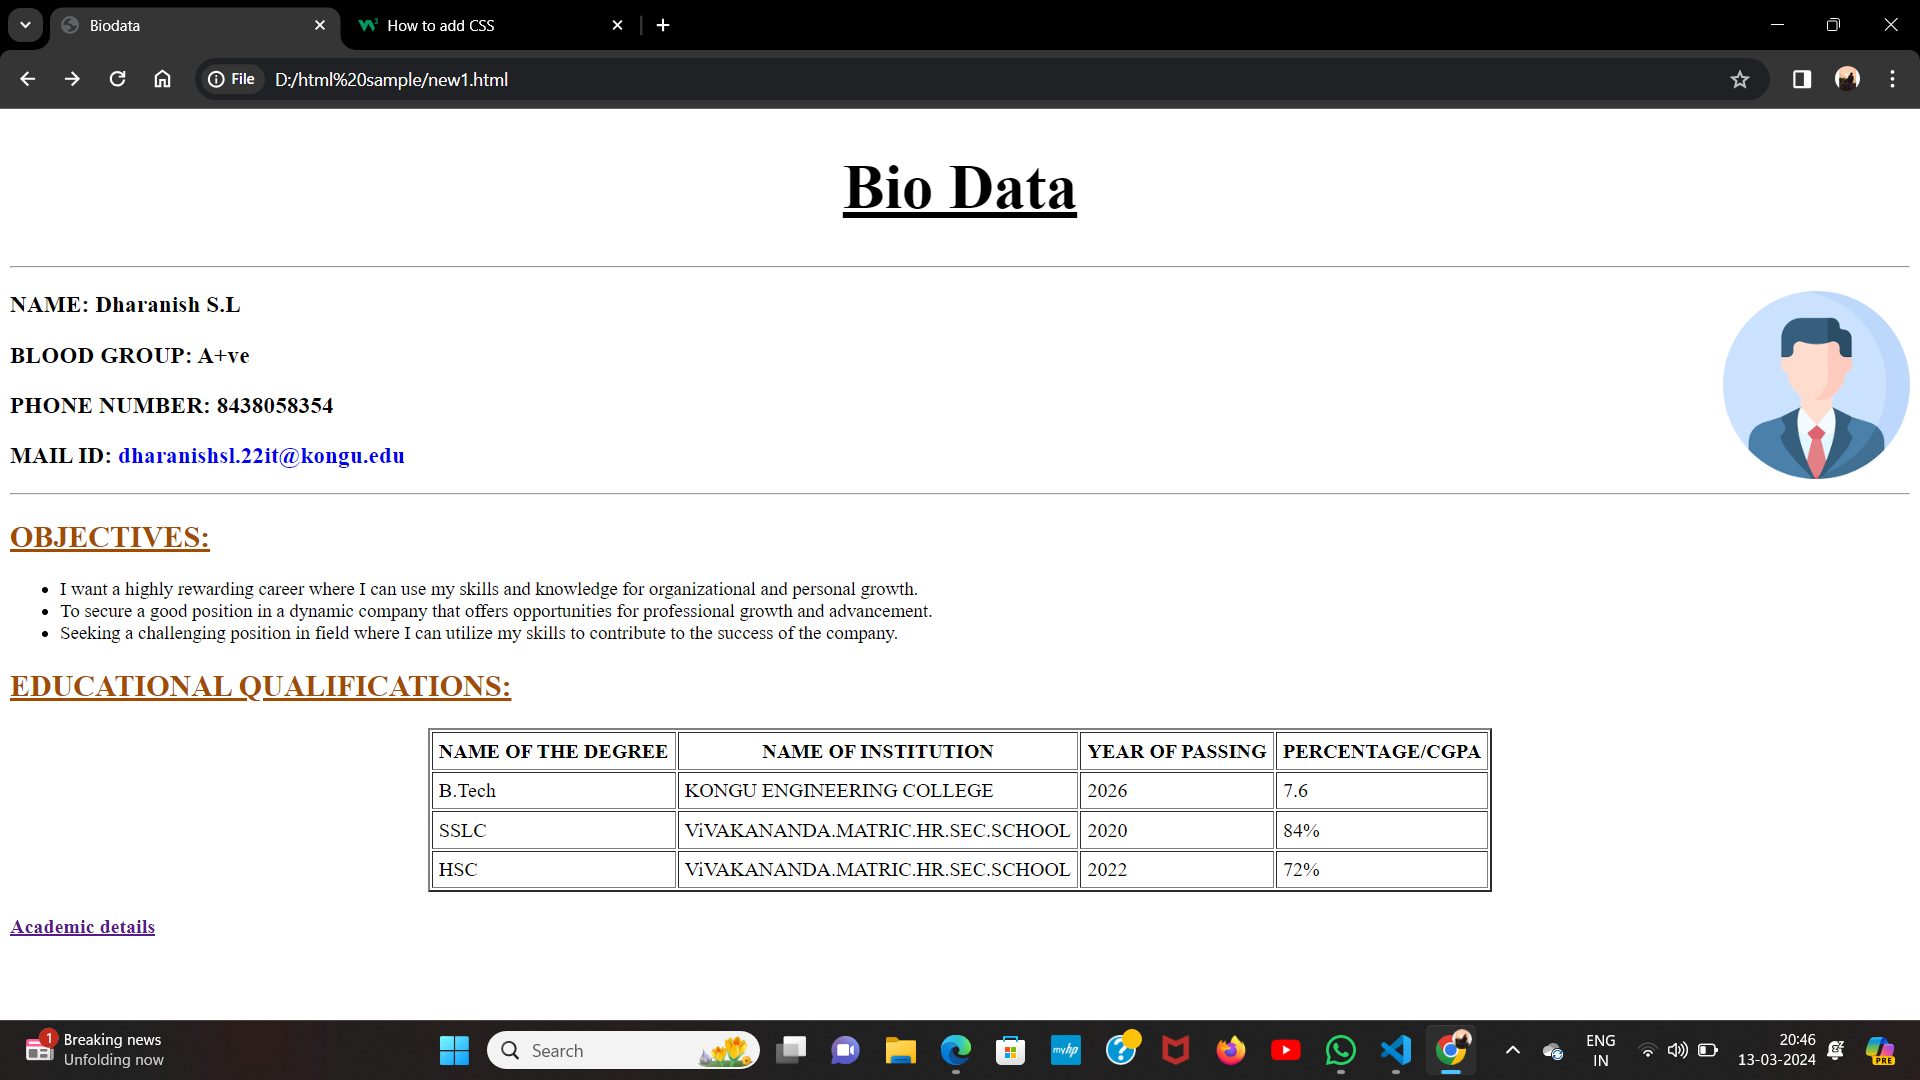 Biodata
How to add CSS
File D:/html%20sample/new1.html
Bio Data
NAME: Dharanish S.L
BLOOD GROUP: A+ve
PHONE NUMBER: 8438058354
MAIL ID: dharanishsl.22it@kongu.edu
OBJECTIVES:
• I want a highly rewarding career where I can use my skills and knowledge for organizational and personal growth.
• To secure a good position in a dynamic company that offers opportunities for professional growth and advancement.
• Seeking a challenging position in field where I can utilize my skills to contribute to the success of the company.
EDUCATIONAL QUALIFICATIONS:
NAME OF THE DEGREE NAME OF INSTITUTION YEAR OF PASSING PERCENTAGE/CGPA
B.Tech KONGU ENGINEERING COLLEGE 2026 7.6
SSLC ViVAKANANDA.MATRIC.HR.SEC.SCHOOL 2020 84%
HSC ViVAKANANDA.MATRIC.HR.SEC.SCHOOL 2022 72%
Academic details
1 Breaking news
Unfolding now
Search
myhp
ENG
IN
20:46
13-03-2024
PRE